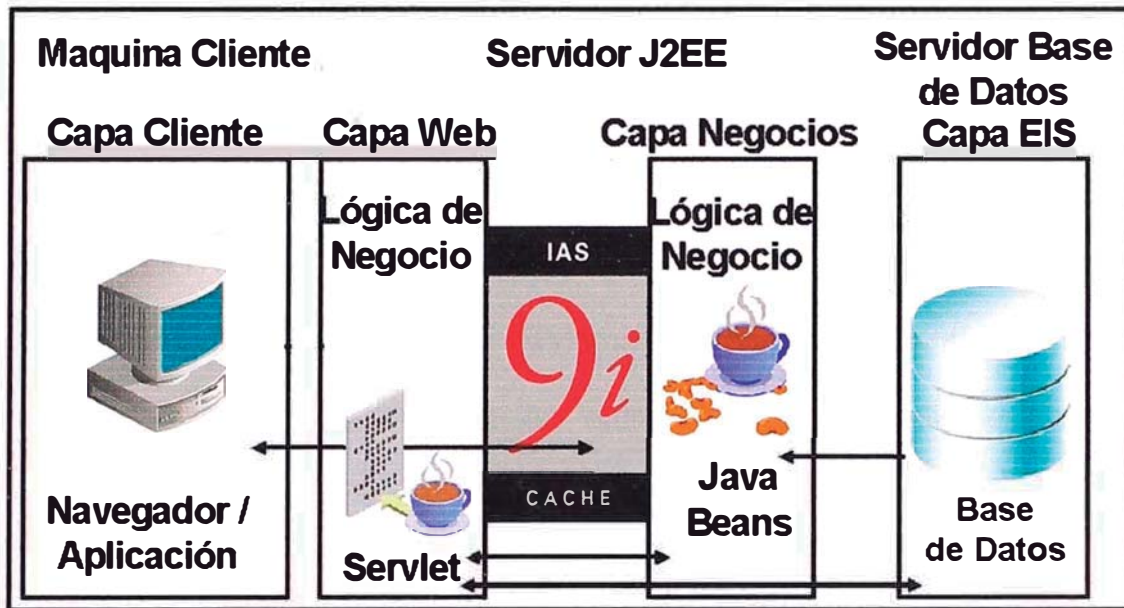 Maquina Cliente
Servidor J2EE
Servidor Base
de Datos
Capa Cliente
Capa Web
Capa Negocios
Capa EIS
Lógica de
Negocio
IAS
9i
CACHE
Lógica de
Negocio
Navegador /
Aplicación
Servlet
Java
Beans
Base
de Datos